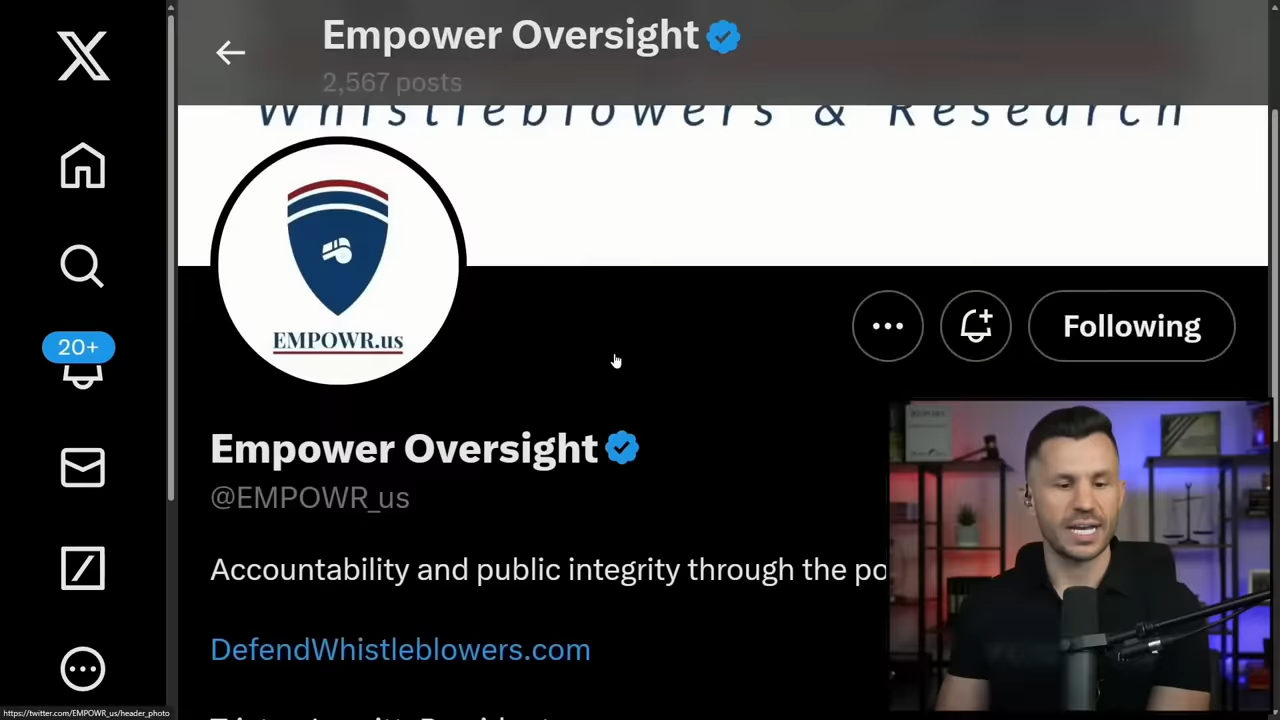 Empower Oversight
2,567 posts
Whistleblowers & Research
EMPOWR.us
Following
20+
Empower Oversight
@EMPOWR_us
Accountability and public integrity through the po
DefendWhistleblowers.com
https://twitter.com/EMPOWR_us/header_photo